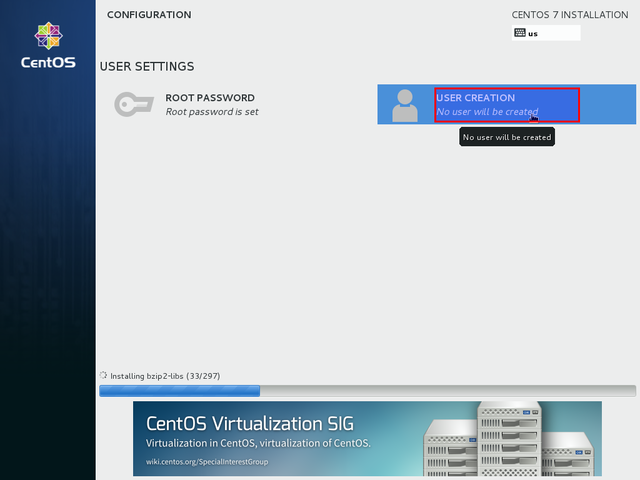 CONFIGURATION
CENTOS 7 INSTALLATION
us
CentOS
USER SETTINGS
ROOT PASSWORD
Root password is set
USER CREATION
No user will be created
No user will be created
Installing bzip2-libs (33/297)
CentOS Virtualization SIG
Virtualization in CentOS, virtualization of CentOS.
wiki.centos.org/SpecialInterestGroup